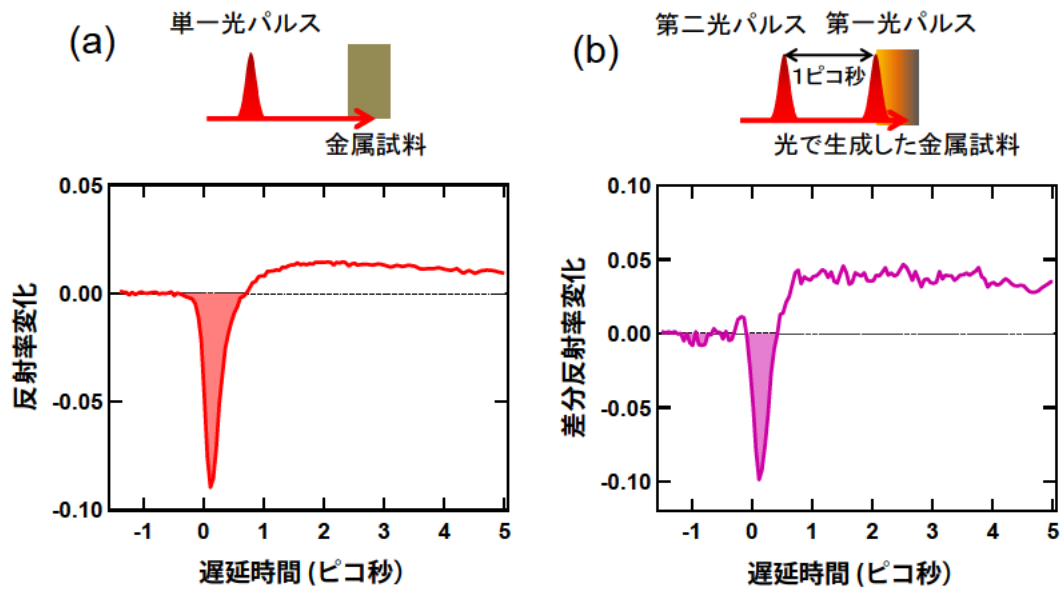 (a)
単一光パルス
金属試料
0.05
0.00
-0.05
-0.10
反射率変化
-1 0 1 2 3 4 5
遅延時間 (ピコ秒)
(b)
第二光パルス 第一光パルス
1ピコ秒
光で生成した金属試料
0.10
0.05
0.00
-0.05
-0.10
差分反射率変化
-1 0 1 2 3 4 5
遅延時間 (ピコ秒)